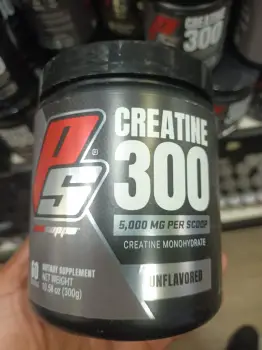 CREATINE
300
PS
5,000 MG PER SCOOP
CREATINE MONOHYDRATE
60
DIETARY SUPPLEMENT
NET WEIGHT
10.58 oz (300g)
UNFLAVORED
300